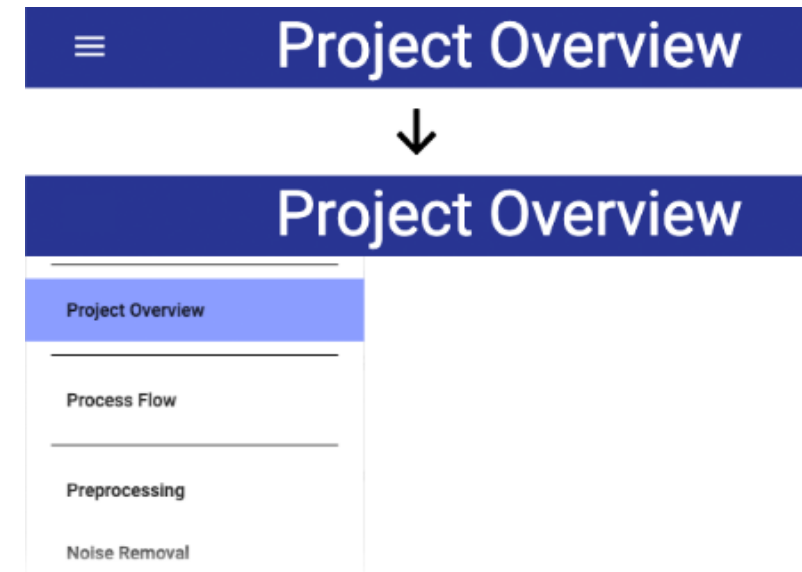 Project Overview
Project Overview
Project Overview
Process Flow
Preprocessing
Noise Removal